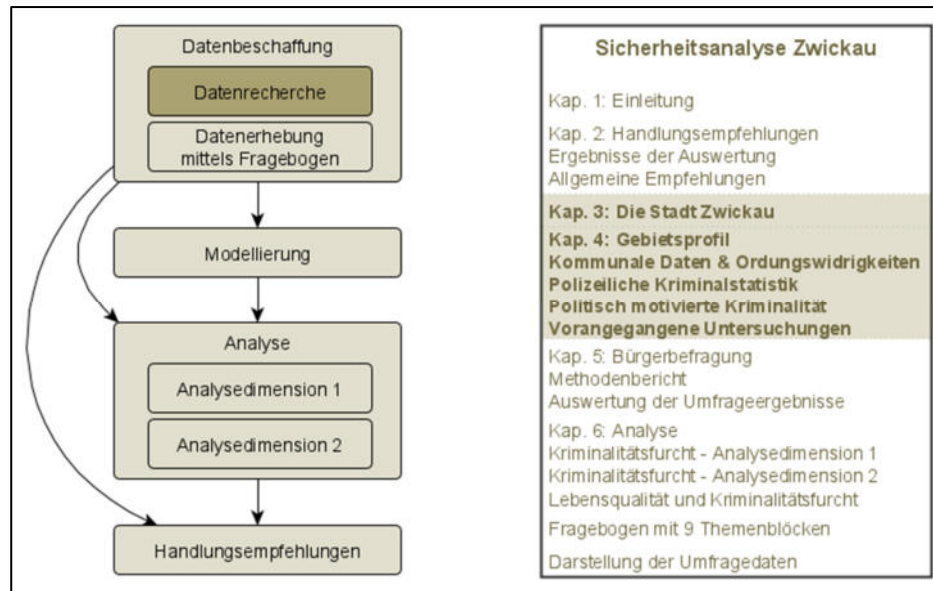 Datenbeschaffung
Datenrecherche
Datenerhebung
mittels Fragebogen
Modellierung
Analyse
Analysedimension 1
Analysedimension 2
Handlungsempfehlungen
Sicherheitsanalyse Zwickau
Kap. 1: Einleitung
Kap. 2: Handlungsempfehlungen
Ergebnisse der Auswertung
Allgemeine Empfehlungen
Kap. 3: Die Stadt Zwickau
Kap. 4: Gebietsprofil
Kommunale Daten & Ordungswidrigkeiten
Polizeiliche Kriminalstatistik
Politisch motivierte Kriminalität
Vorangegangene Untersuchungen
Kap. 5: Bürgerbefragung
Methodenbericht
Auswertung der Umfrageergebnisse
Kap. 6: Analyse
Kriminalitätsfurcht - Analysedimension 1
Kriminalitätsfurcht - Analysedimension 2
Lebensqualität und Kriminalitätsfurcht
Fragebogen mit 9 Themenblöcken
Darstellung der Umfragedaten